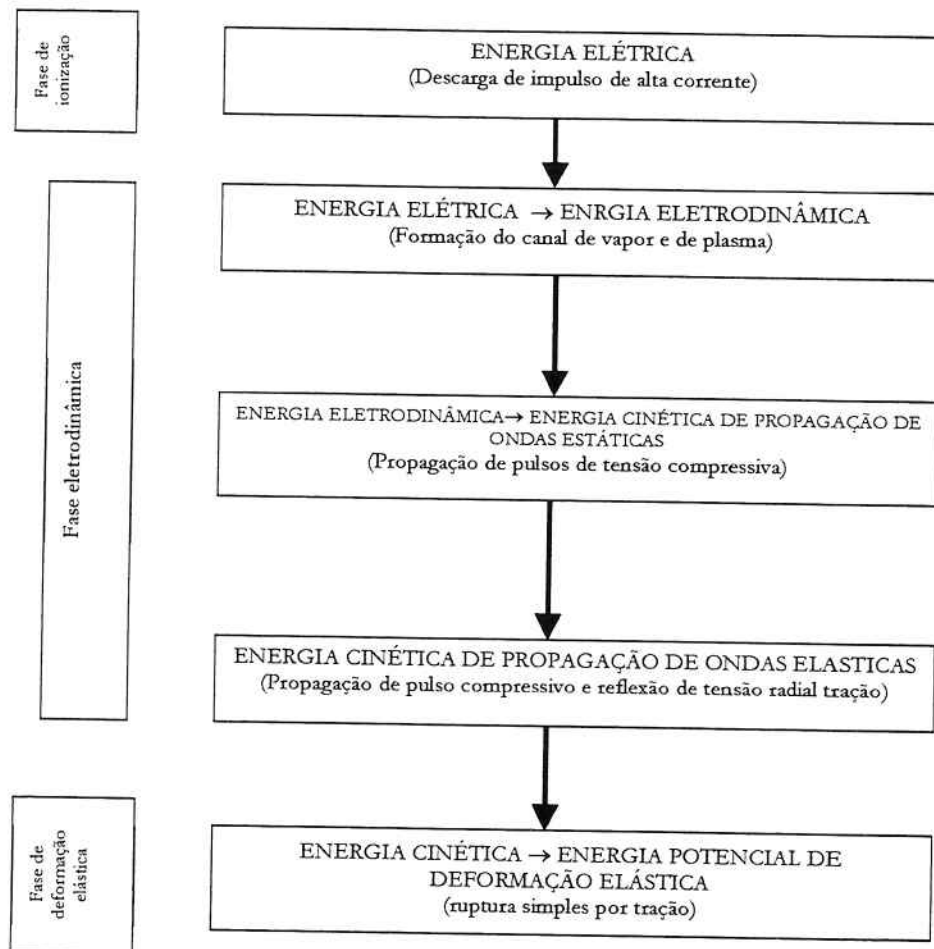 Fase de
ionização
ENERGIA ELÉTRICA
(Descarga de impulso de alta corrente)
Fase eletrodinâmica
ENERGIA ELÉTRICA → ENRGIA ELETRODINÂMICA
(Formação do canal de vapor e de plasma)
ENERGIA ELETRODINÂMICA→ ENERGIA CINÉTICA DE PROPAGAÇÃO DE
ONDAS ESTÁTICAS
(Propagação de pulsos de tensão compressiva)
ENERGIA CINÉTICA DE PROPAGAÇÃO DE ONDAS ELASTICAS
(Propagação de pulso compressivo e reflexão de tensão radial tração)
Fase de
deformação
elástica
ENERGIA CINÉTICA → ENERGIA POTENCIAL DE
DEFORMAÇÃO ELÁSTICA
(ruptura simples por tração)